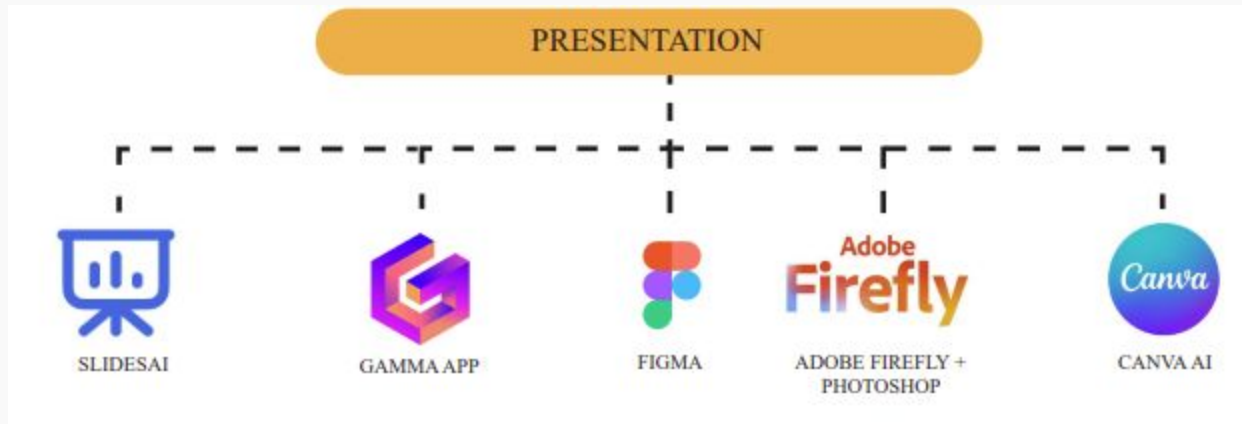 PRESENTATION
Adobe
Firefly
Canva
SLIDESAI
GAMMA APP
FIGMA
ADOBE FIREFLY +
PHOTOSHOP
CANVA AI